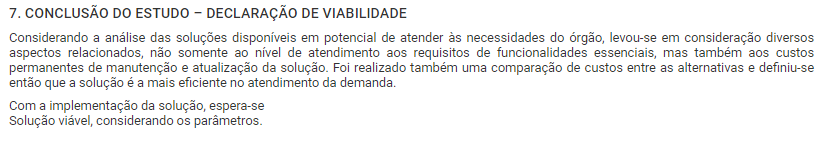 7. CONCLUSÃO DO ESTUDO – DECLARAÇÃO DE VIABILIDADE
Considerando a análise das soluções disponíveis em potencial de atender às necessidades do órgão, levou-se em consideração diversos
aspectos relacionados, não somente ao nível de atendimento aos requisitos de funcionalidades essenciais, mas também aos custos
permanentes de manutenção e atualização da solução. Foi realizado também uma comparação de custos entre as alternativas e definiu-se
então que a solução é a mais eficiente no atendimento da demanda.
Com a implementação da solução, espera-se
Solução viável, considerando os parâmetros.